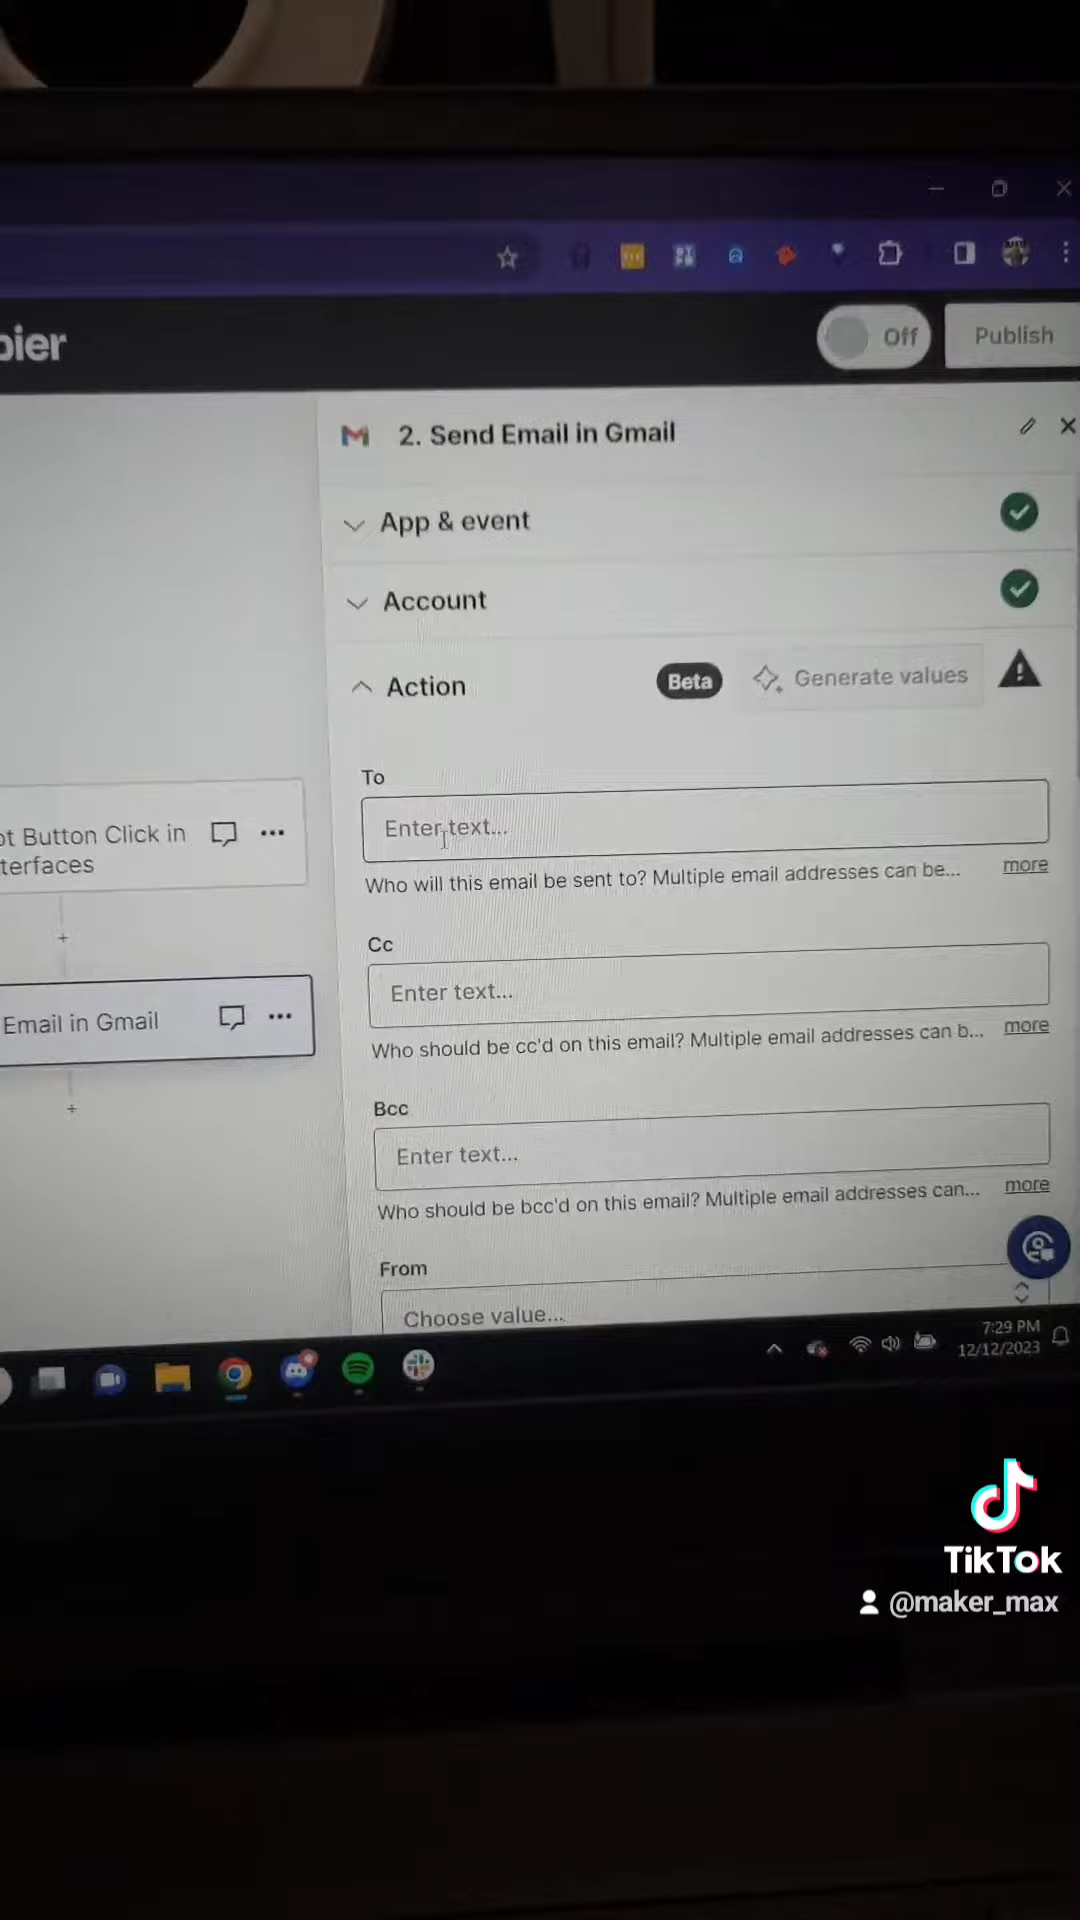 pier
Off
Publish
2. Send Email in Gmail
App & event
Account
Action
Beta
Generate values
To
Enter text...
Who will this email be sent to? Multiple email addresses can be...
more
ot Button Click in
terfaces
Cc
Enter text...
Who should be cc'd on this email? Multiple email addresses can b...
more
Email in Gmail
Bcc
Enter text...
Who should be bcc'd on this email? Multiple email addresses can...
more
From
Choose value...
7:29 PM
12/12/2023
TikTok
@maker_max